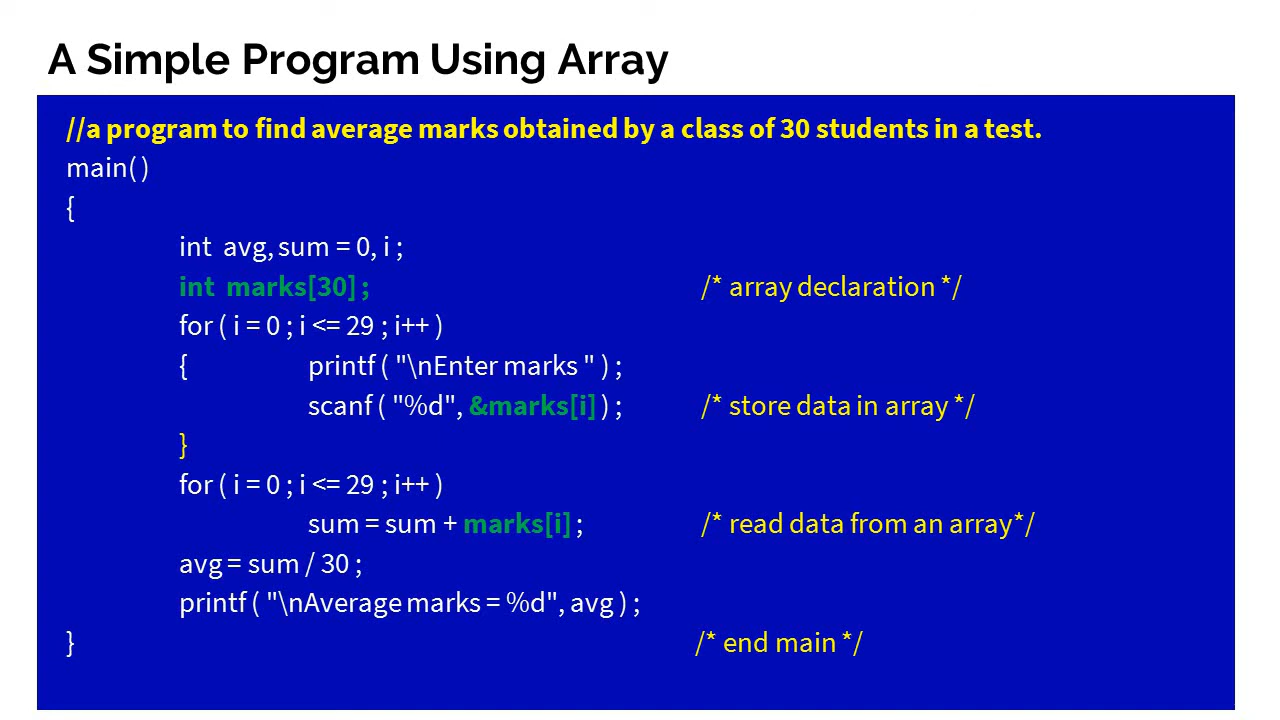 A Simple Program Using Array
//a program to find average marks obtained by a class of 30 students in a test.
main( )
{
int avg, sum = 0, i ;
int marks[30] ; /* array declaration */
for ( i = 0 ; i <= 29 ; i++ )
{ printf ( "\nEnter marks " ) ;
scanf ( "%d", &marks[i] ) ; /* store data in array */
}
for ( i = 0 ; i <= 29 ; i++ )
sum = sum + marks[i] ; /* read data from an array*/
avg = sum / 30 ;
printf ( "\nAverage marks = %d", avg ) ;
} /* end main */